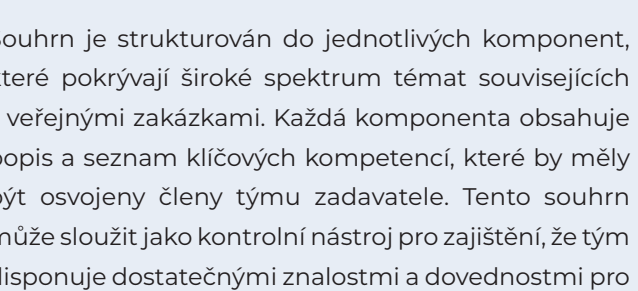 Souhrn je strukturován do jednotlivých komponent,
které pokrývají široké spektrum témat souvisejících
veřejnými zakázkami. Každá komponenta obsahuje
popis a seznam klíčových kompetencí, které by měly
být osvojeny členy týmu zadavatele. Tento souhrn
může sloužit jako kontrolní nástroj pro zajištění, že tým
disponuje dostatečnými znalostmi a dovednostmi pro